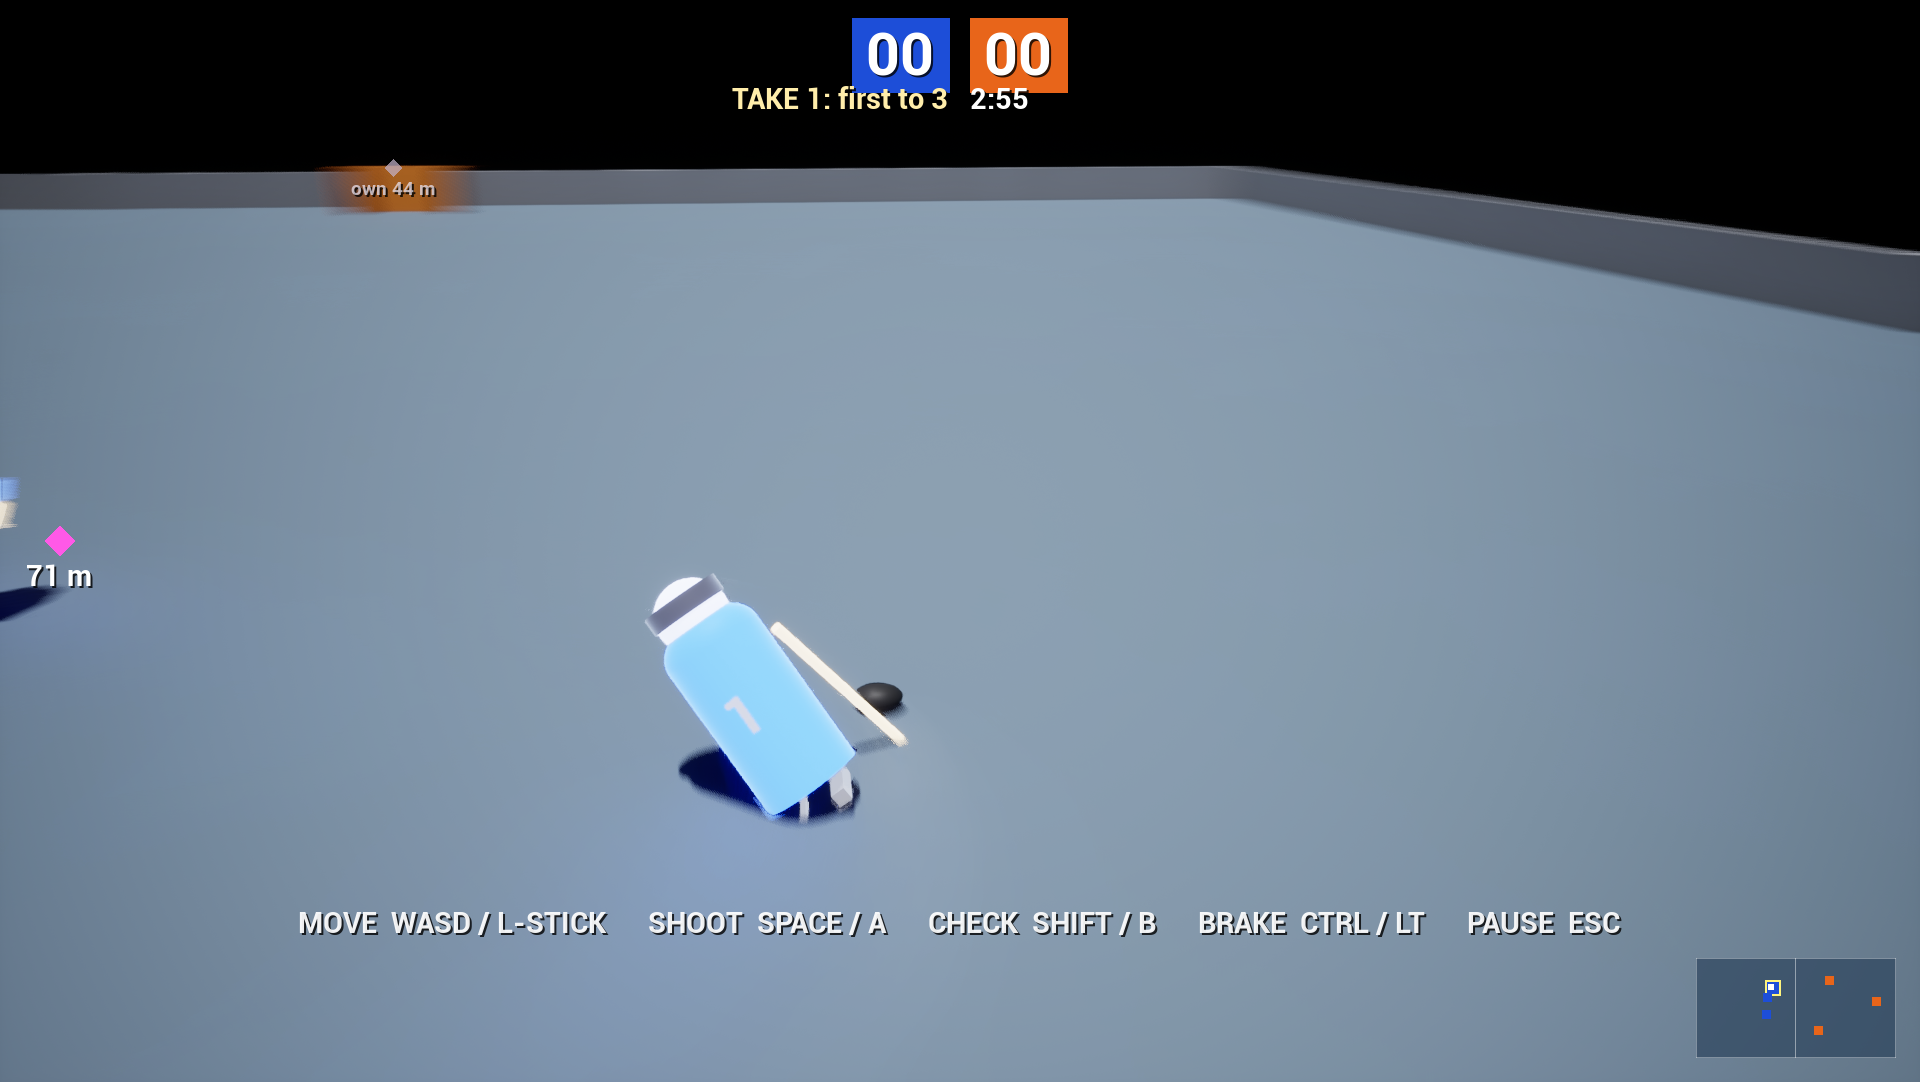 00 00
TAKE 1: first to 3 2:55
own 44 m
71 m
1
MOVE WASD / L-STICK SHOOT SPACE / A CHECK SHIFT / B BRAKE CTRL / LT PAUSE ESC